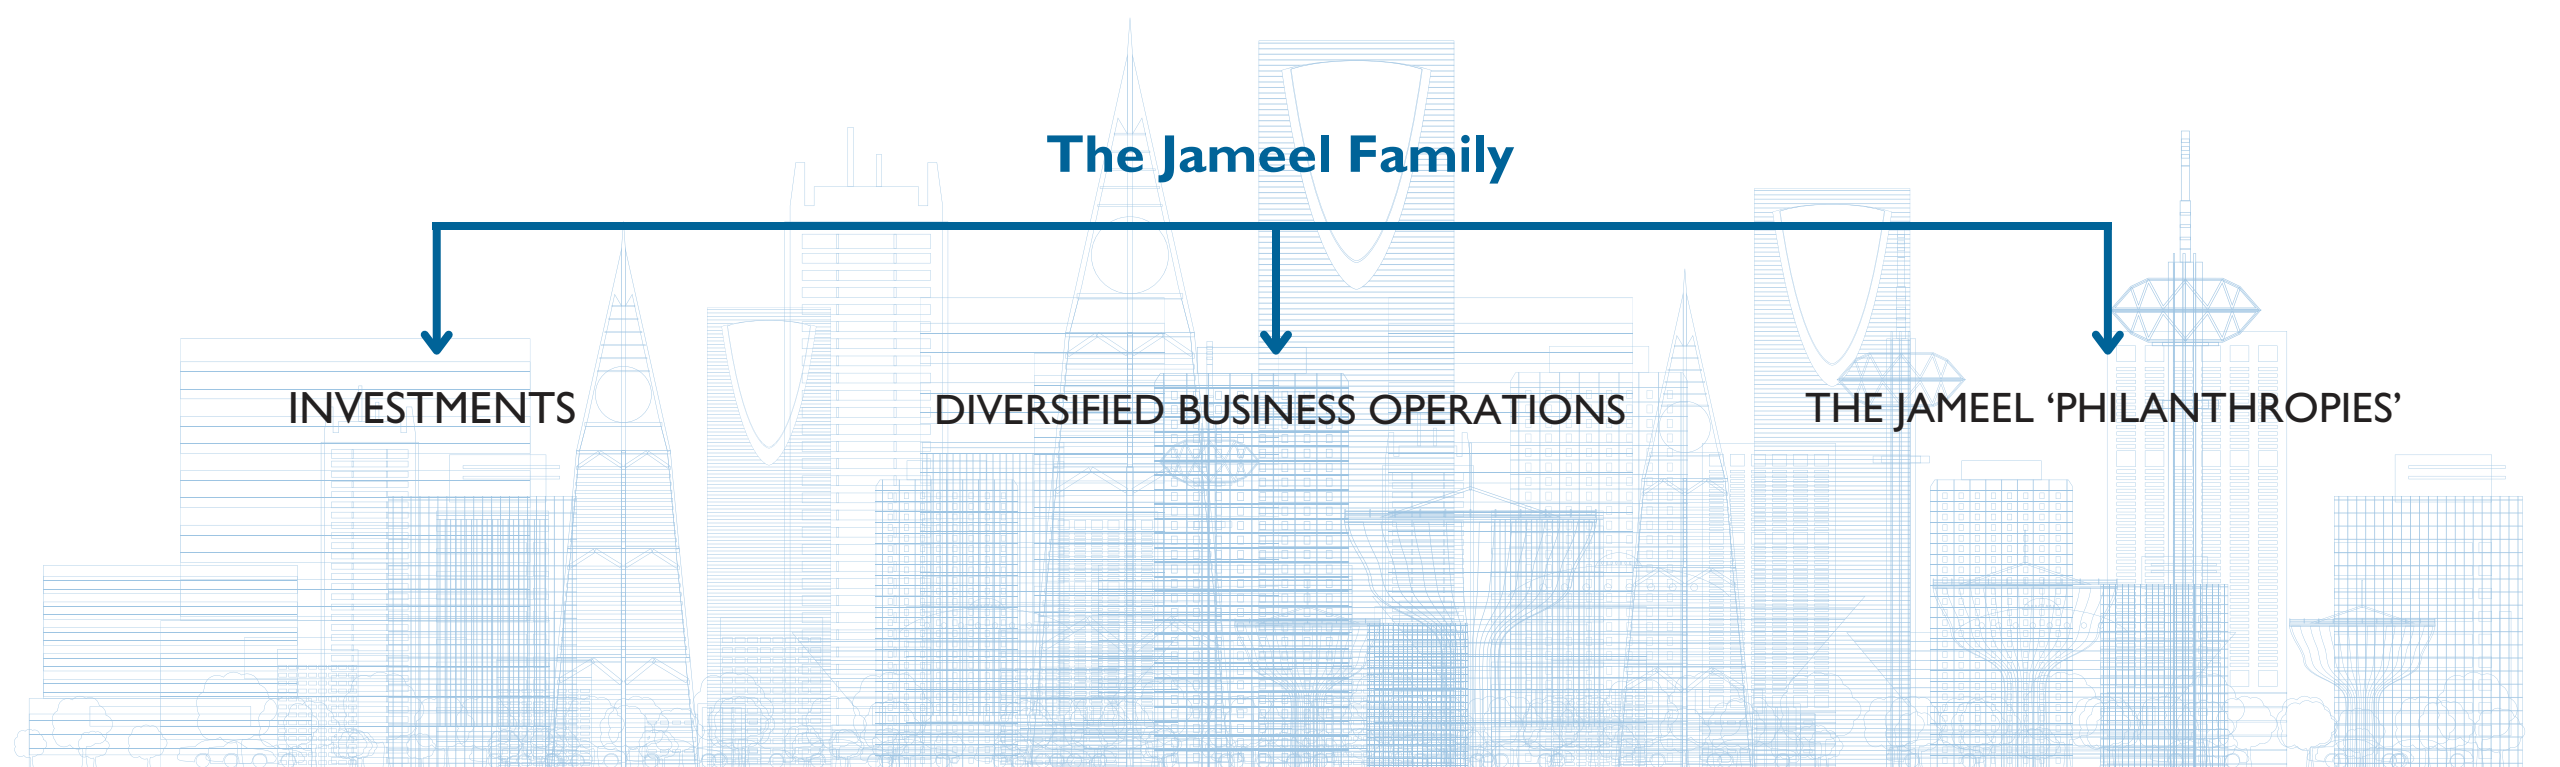 The Jameel Family
INVESTMENTS
DIVERSIFIED BUSINESS OPERATIONS
THE JAMEEL ‘PHILANTHROPIES’